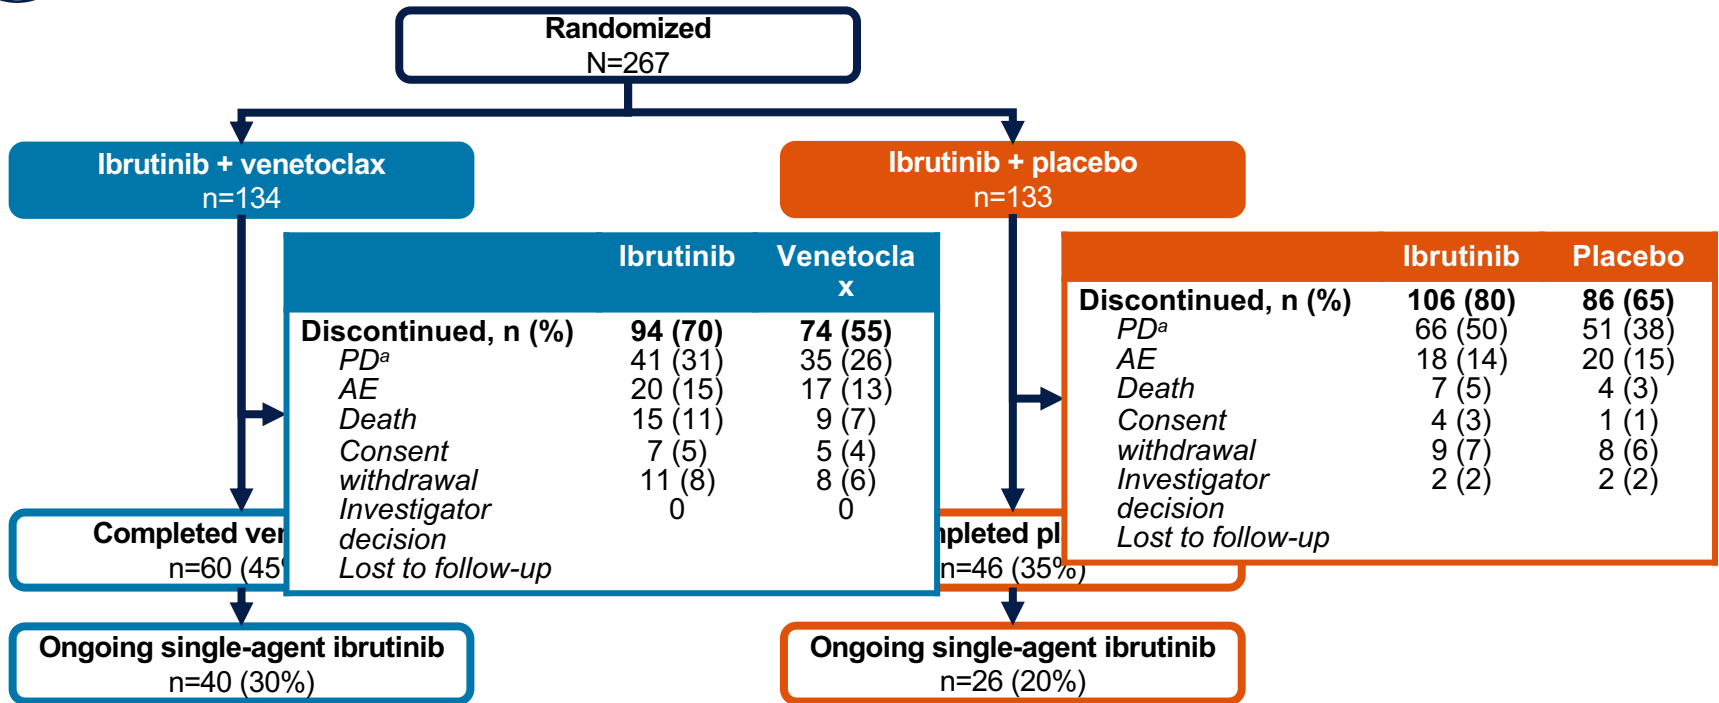 Randomized
N=267
Ibrutinib + venetoclax
n=134
Ibrutinib + placebo
n=133
Ibrutinib Venetocla
x
Discontinued, n (%) 94 (70) 74 (55)
PDa 41 (31) 35 (26)
AE 20 (15) 17 (13)
Death 15 (11) 9 (7)
Consent 7 (5) 5 (4)
withdrawal 11 (8) 8 (6)
Investigator 0 0
decision
Lost to follow-up
Ibrutinib Placebo
Discontinued, n (%) 106 (80) 86 (65)
PDa 66 (50) 51 (38)
AE 18 (14) 20 (15)
Death 7 (5) 4 (3)
Consent 4 (3) 1 (1)
withdrawal 9 (7) 8 (6)
Investigator 2 (2) 2 (2)
decision
Lost to follow-up
Completed
n=60 (45
n=46 (35%)
Ongoing single-agent ibrutinib
n=40 (30%)
Ongoing single-agent ibrutinib
n=26 (20%)